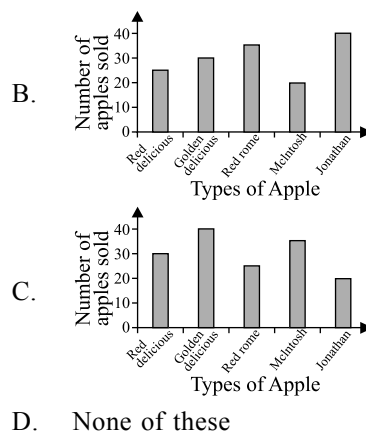 B.
Number of
apples sold
40
30
20
10
0
Red
delicious
Golden
delicious
Red rome
McIntosh
Jonathan
Types of Apple
C.
Number of
apples sold
40
30
20
10
0
Red
delicious
Golden
delicious
Red rome
McIntosh
Jonathan
Types of Apple
D. None of these